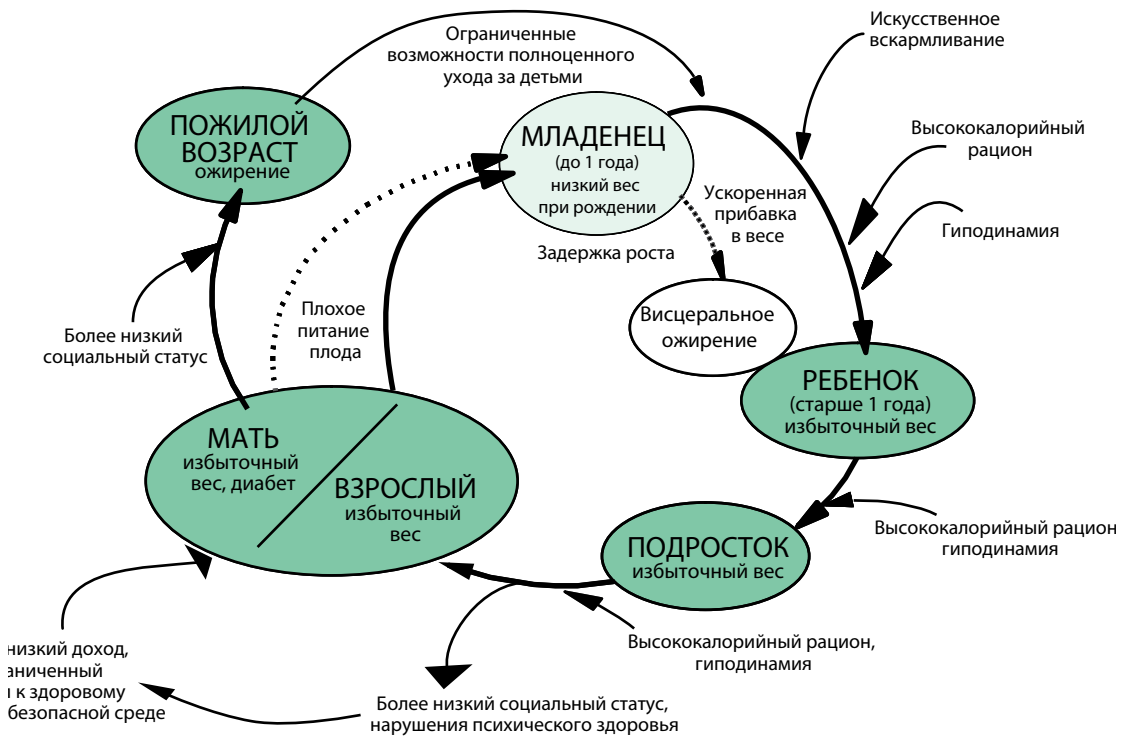 Ограниченные
возможности полноценного
ухода за детьми
Искусственное
вскармливание
ПОЖИЛОЙ
ВОЗРАСТ
ожирение
МЛАДЕНЕЦ
(до 1 года)
низкий вес
при рождении
Высококалорийный
рацион
Ускоренная
прибавка
в весе
Гиподинамия
Задержка роста
Плохое
питание
плода
Висцеральное
ожирение
Более низкий
социальный статус
РЕБЕНОК
(старше 1 года)
избыточный вес
МАТЬ
избыточный
вес, диабет
ВЗРОСЛЫЙ
избыточный
вес
Высококалорийный рацион
гиподинамия
ПОДРОСТОК
избыточный вес
Высококалорийный рацион,
гиподинамия
низкий доход,
к здоровому
безопасной среде
Более низкий социальный статус,
нарушения психического здоровья